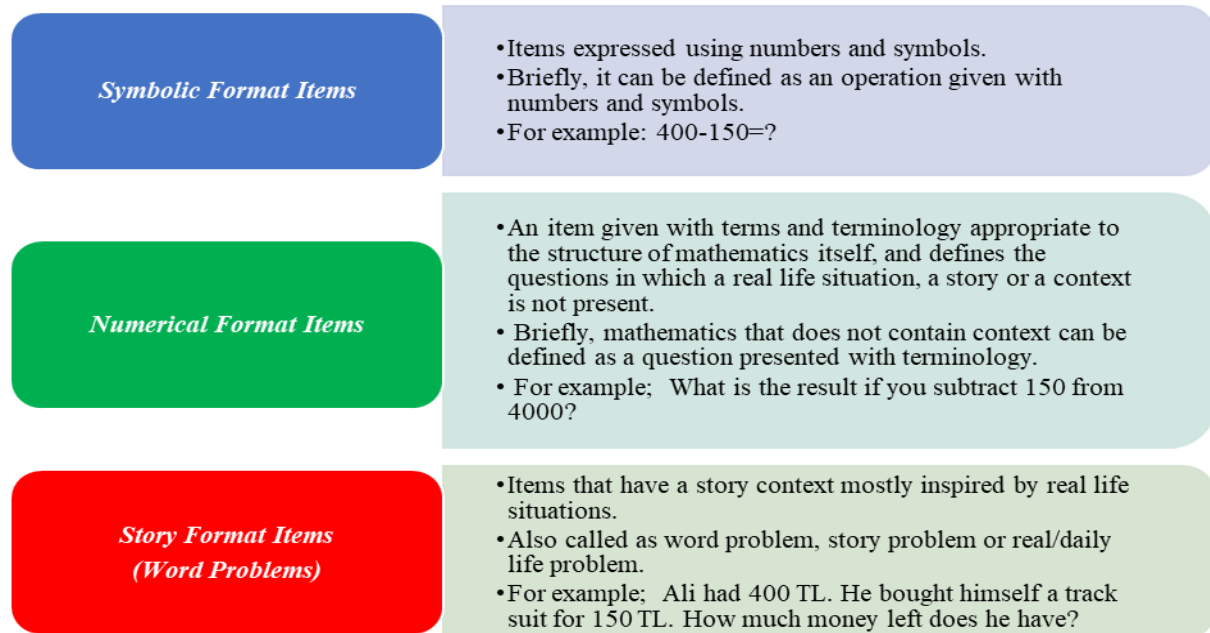 Symbolic Format Items
•Items expressed using numbers and symbols.
•Briefly, it can be defined as an operation given with
numbers and symbols.
•For example: 400-150=?
Numerical Format Items
•An item given with terms and terminology appropriate to
the structure of mathematics itself, and defines the
questions in which a real life situation, a story or a context
is not present.
• Briefly, mathematics that does not contain context can be
defined as a question presented with terminology.
• For example; What is the result if you subtract 150 from
4000?
Story Format Items
(Word Problems)
•Items that have a story context mostly inspired by real life
situations.
•Also called as word problem, story problem or real/daily
life problem.
•For example; Ali had 400 TL. He bought himself a track
suit for 150 TL. How much money left does he have?